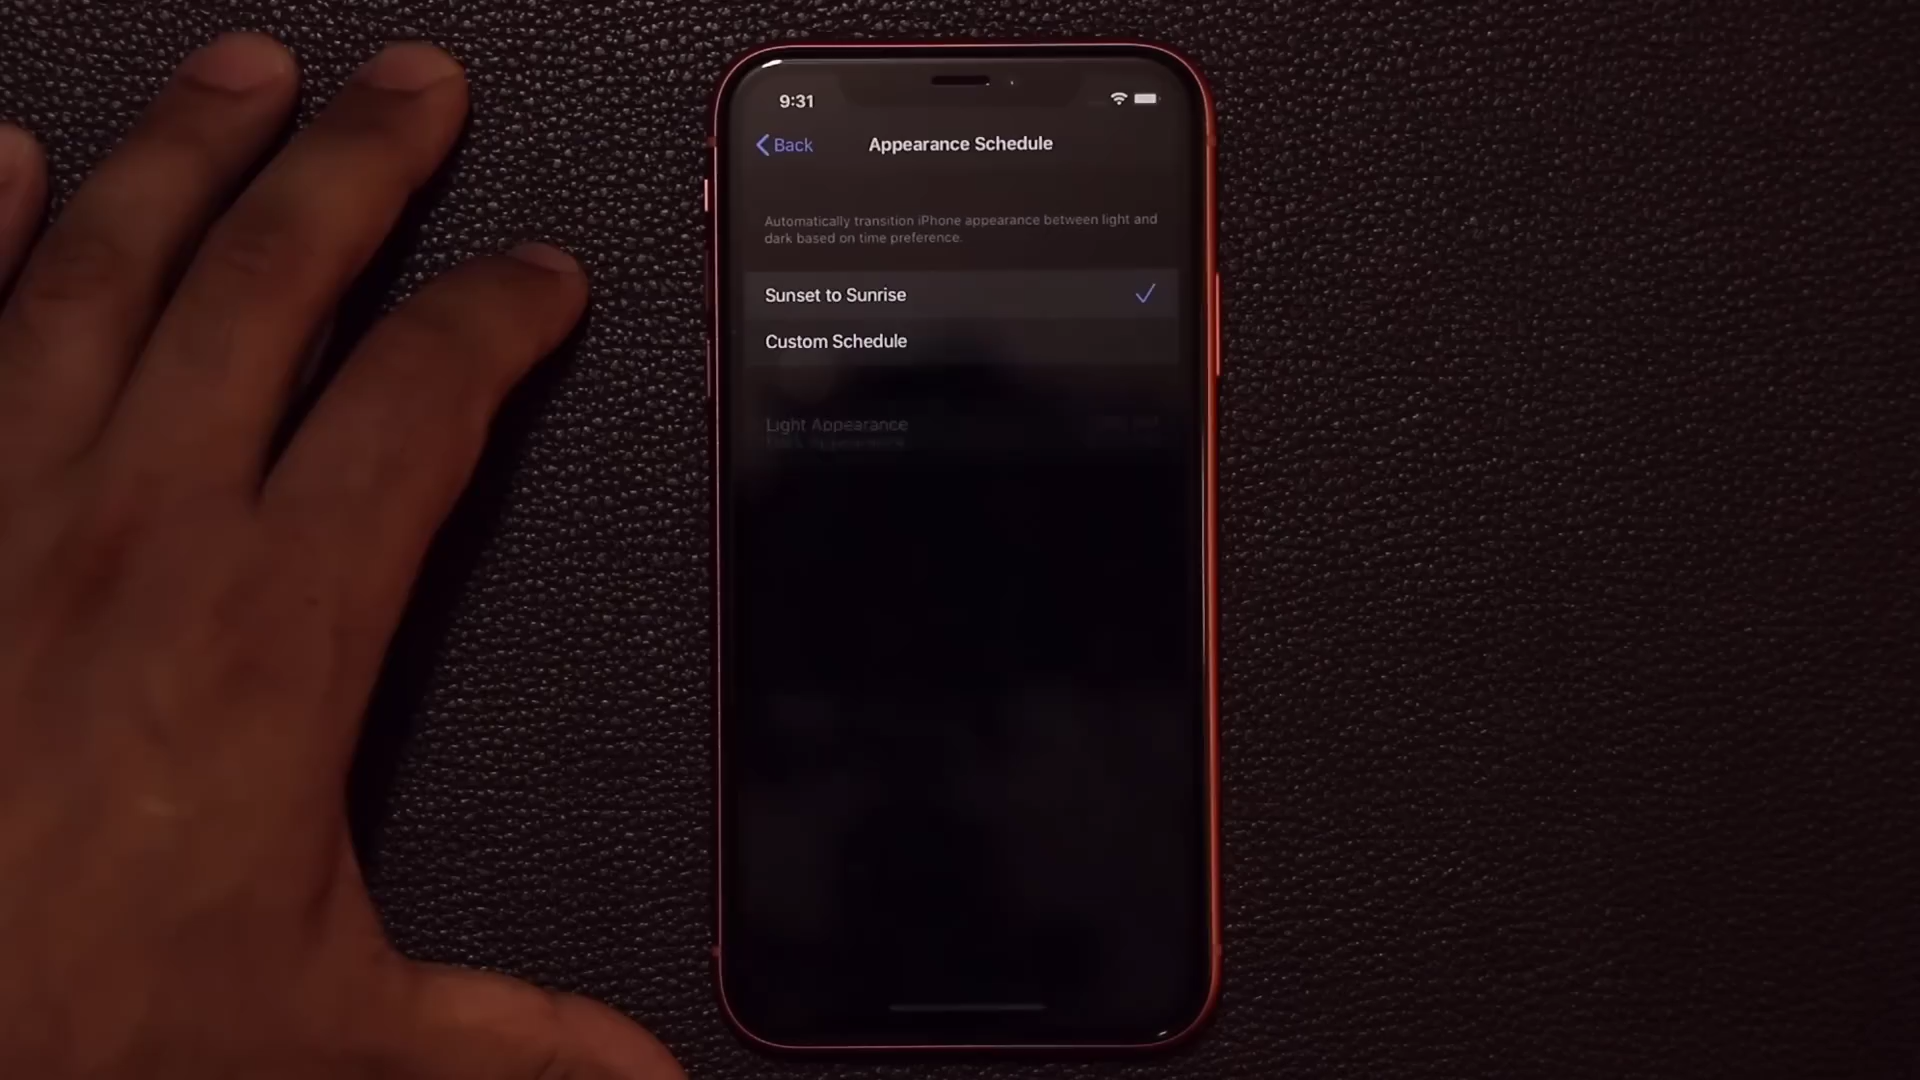 9:31
Back
Appearance Schedule
Automatically transition iPhone appearance between light and
dark based on time preference.
Sunset to Sunrise
Custom Schedule
Light Appearance